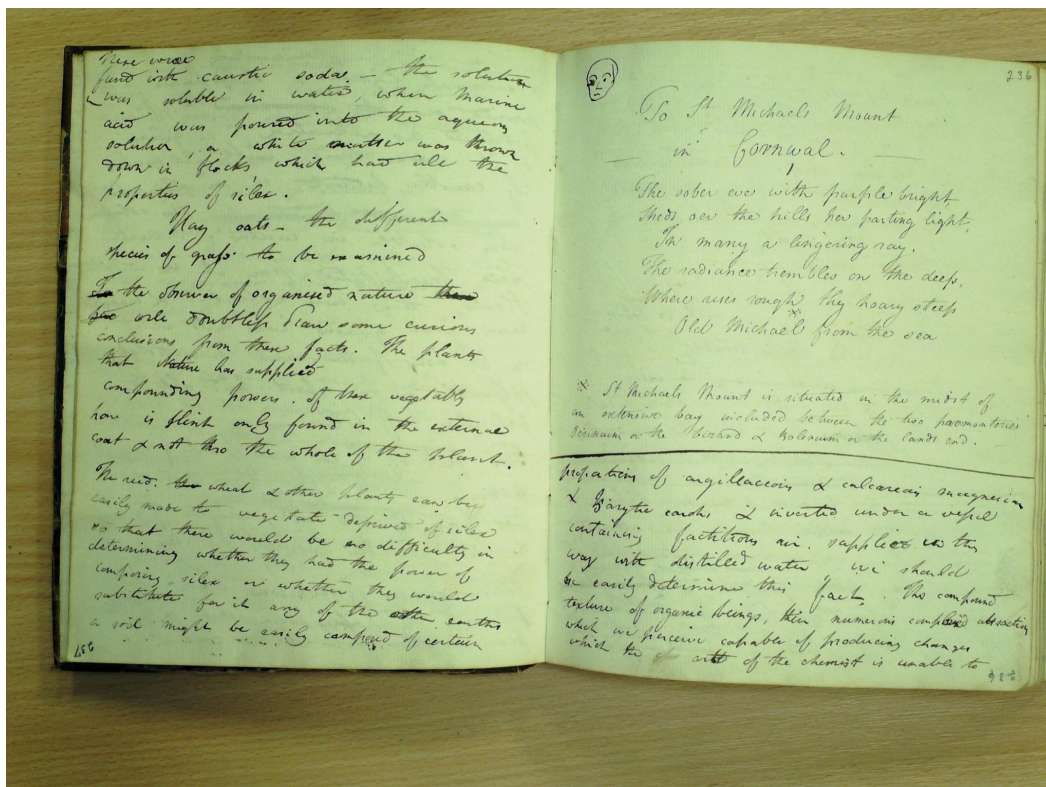 These were
fused with caustic soda. - the solution
was soluble in water, when Marine
acid was poured into the aqueous
solution, a white matter was thrown
down in flocks which had all the
properties of silex.
Hay oats - the different
species of grass to be examined
To the observer of organised nature
will doubtless draw some curious
conclusions from these facts. The plants
that Nature has supplied
compounding powers. If these vegetably
how is flint only found in the external
coat & not thro the whole of the plant.
The reid. wheat & other plants can be
easily made to vegetate deprived of silex
so that there would be no difficulty in
determining whether they had the power of
composing silex or whether they would
substitute for it any of the other earths
a soil might be easily composed of certain
237
236
To St Michaels Mount
in Cornwal.
The sober eve with purple bright
Sheds oer the hills her parting light,
In many a lingering ray.
The radiance trembles on the deep,
Where rises rough thy hoary steep
Old Michael from the sea
※ St Michaels Mount is situated in the midst of
an extensive bay included between the two promontories
or the Lizard & Bolerium or the Lands end.
proportions of argillaceous & calcareous magnesian
& Barytic earths & inverted under a vessel
containing factitious air. supplied in this
way with distilled water we should
be easily determine this fact. The compound
texture of organic beings, their numerous complexd attractions
which we perceive capable of producing changes
which the art of the chemist is unable to
236